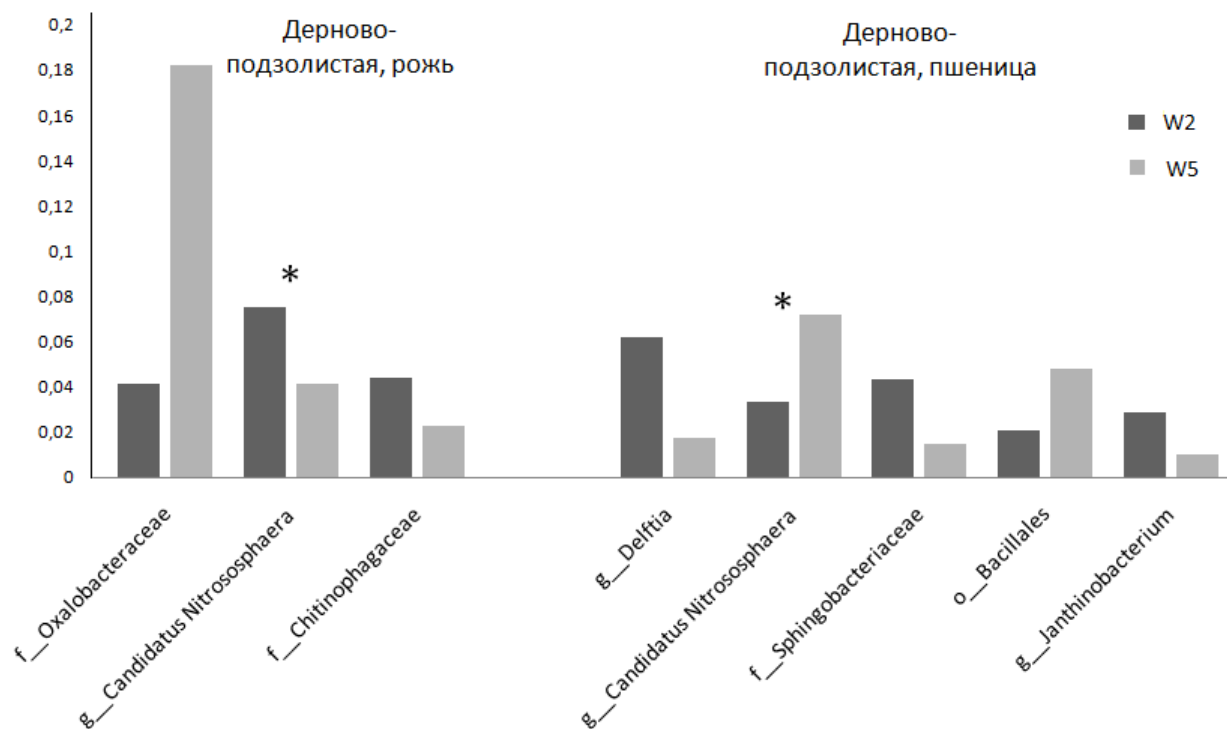 0,2
0,18
0,16
0,14
0,12
0,1
0,08
0,06
0,04
0,02
0
Дерново-
подзолистая, рожь
Дерново-
подзолистая, пшеница
W2
W5
*
*
f__Oxalobacteraceae
g__Candidatus Nitrososphaera
f__Chitinophagaceae
g__Delftia
g__Candidatus Nitrososphaera
f__Sphingobacteriaceae
o__Bacillales
g__Janthinobacterium